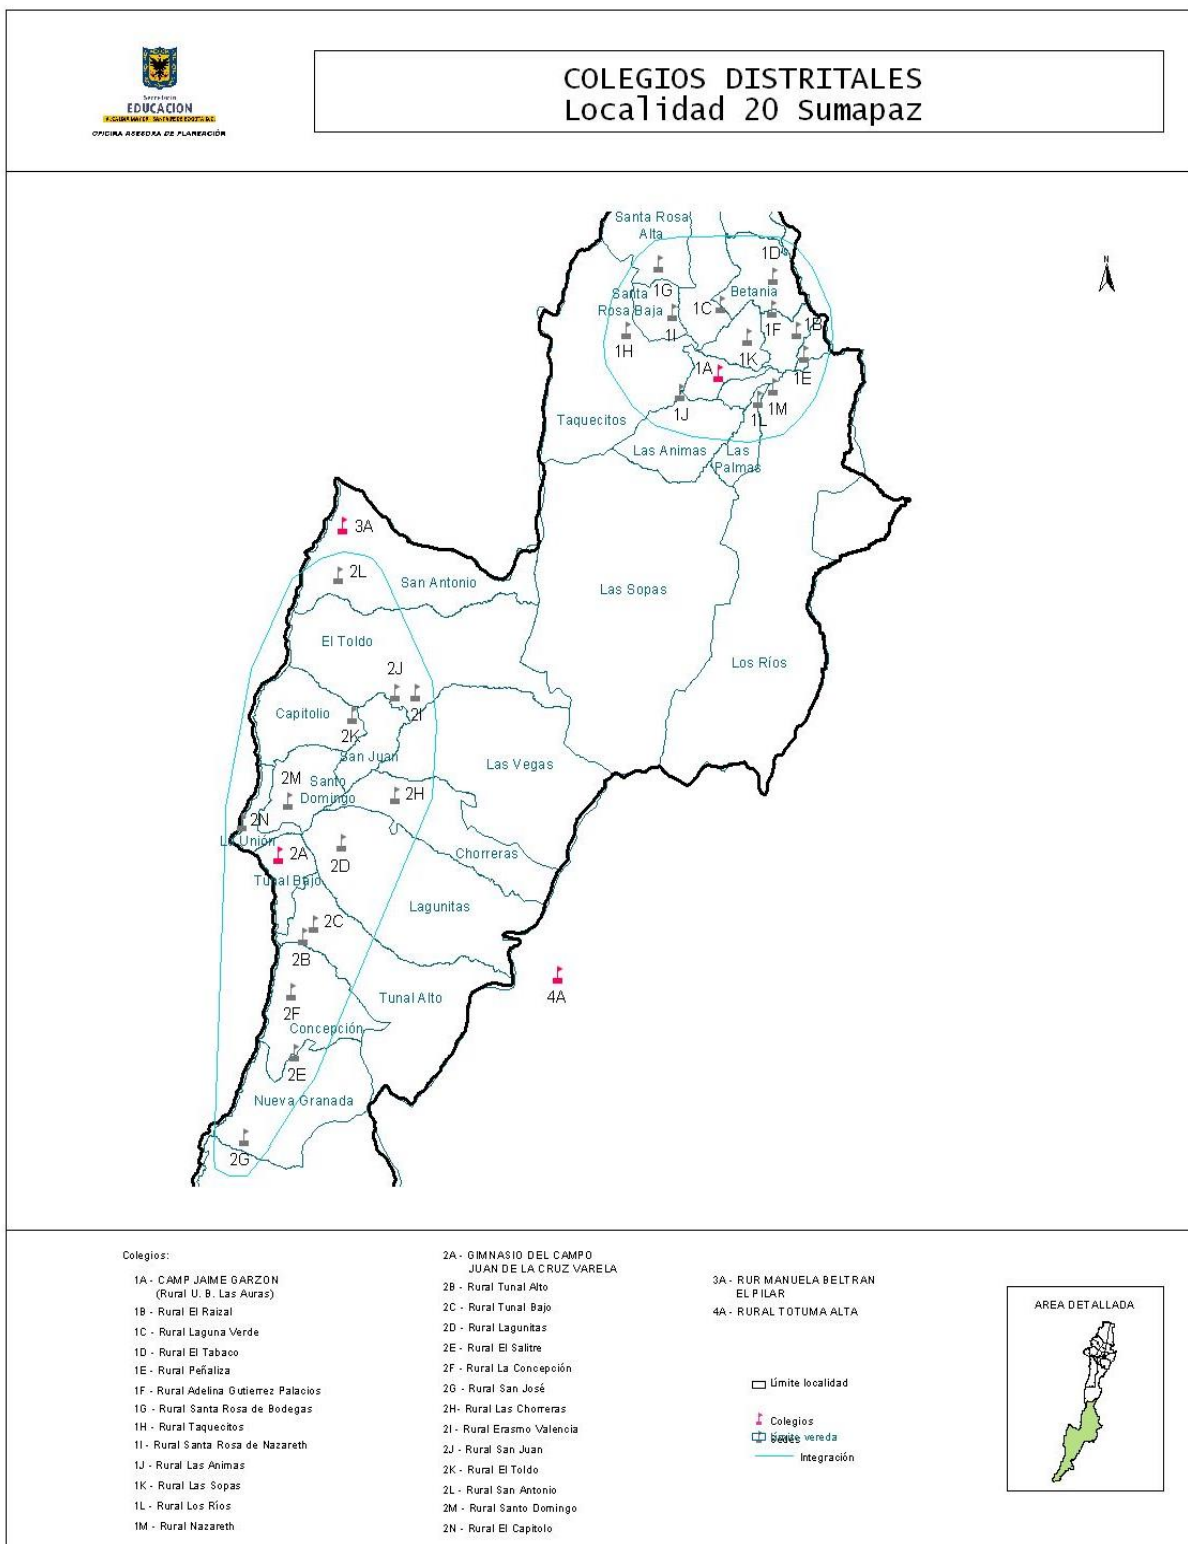 COLEGIOS DISTRITALES
Localidad 20 Sumapaz
Secretaría
EDUCACION
OFICINA ASESORA DE PLANEACIÓN
N
Santa Rosa
Alta
1D
1G
Santa
Rosa Baja
1C
Betania
1I
1F
1B
1H
1K
1A
1E
1J
1M
1L
Taquecitos
Las Animas
Las
Palmas
3A
2L
San Antonio
Las Sopas
El Toldo
Los Ríos
2J
2I
Capitolio
2K
San Juan
Las Vegas
2M
Santo
Domingo
2H
2N
La Unión
2A
2D
Chorreras
Tunal Bajo
Lagunitas
2C
2B
4A
Tunal Alto
2F
Concepción
2E
Nueva Granada
2G
Colegios:
1A - CAMP JAIME GARZON
(Rural U. B. Las Auras)
1B - Rural El Raizal
1C - Rural Laguna Verde
1D - Rural El Tabaco
1E - Rural Peñaliza
1F - Rural Adelina Gutierrez Palacios
1G - Rural Santa Rosa de Bodegas
1H - Rural Taquecitos
1I - Rural Santa Rosa de Nazareth
1J - Rural Las Animas
1K - Rural Las Sopas
1L - Rural Los Ríos
1M - Rural Nazareth
2A - GIMNASIO DEL CAMPO
JUAN DE LA CRUZ VARELA
2B - Rural Tunal Alto
2C - Rural Tunal Bajo
2D - Rural Lagunitas
2E - Rural El Salitre
2F - Rural La Concepción
2G - Rural San José
2H- Rural Las Chorreras
2I - Rural Erasmo Valencia
2J - Rural San Juan
2K - Rural El Toldo
2L - Rural San Antonio
2M - Rural Santo Domingo
2N - Rural El Capitolo
3A - RUR MANUELA BELTRAN
EL PILAR
4A - RURAL TOTUMA ALTA
Límite localidad
Colegios
Sedes
Límite vereda
Integración
AREA DETALLADA